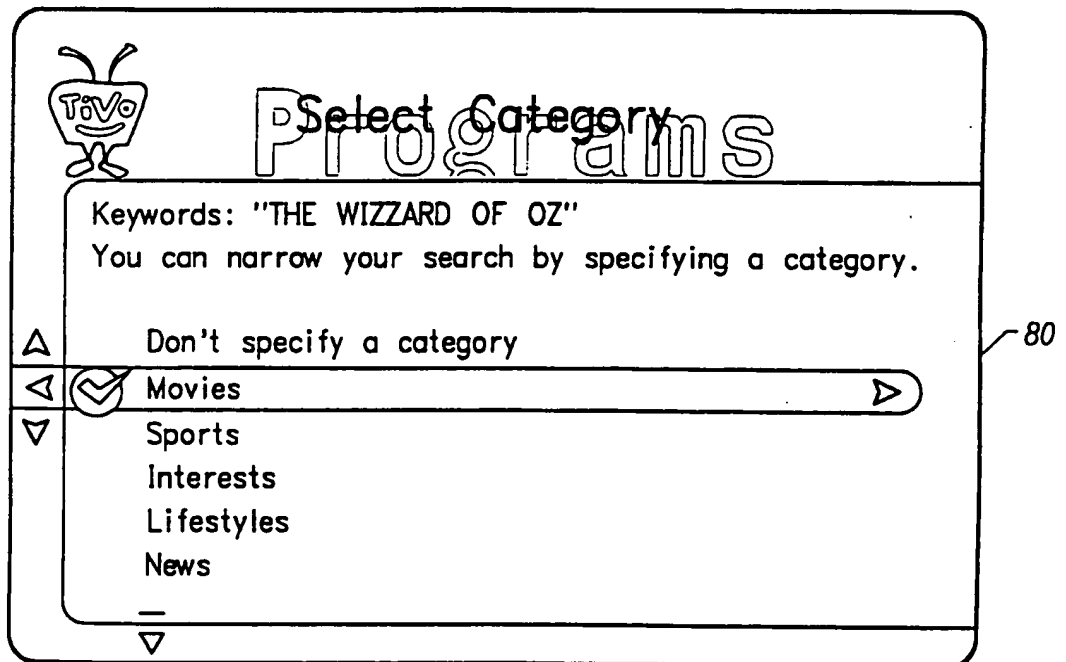 TiVo
Programs
Select Category
Keywords: "THE WIZZARD OF OZ"
You can narrow your search by specifying a category.
Don't specify a category
Movies
Sports
Interests
Lifestyles
News
80